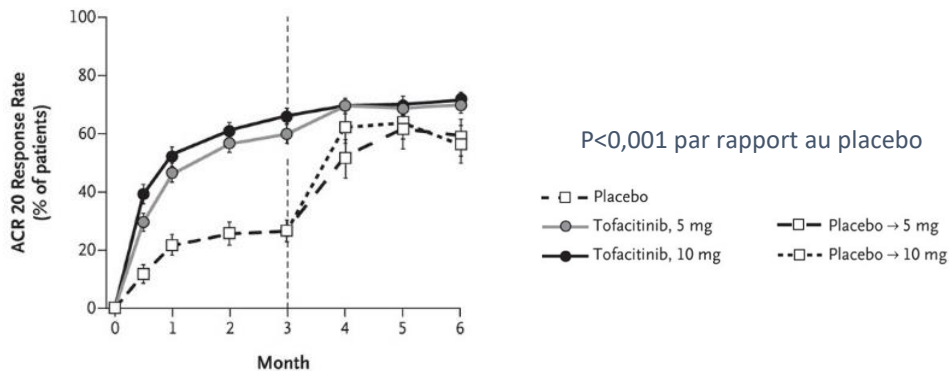 ACR 20 Response Rate
(% of patients)
100
80
60
40
20
0
0 1 2 3 4 5 6
Month
P<0,001 par rapport au placebo
Placebo
Tofacitinib, 5 mg
Placebo → 5 mg
Tofacitinib, 10 mg
Placebo → 10 mg